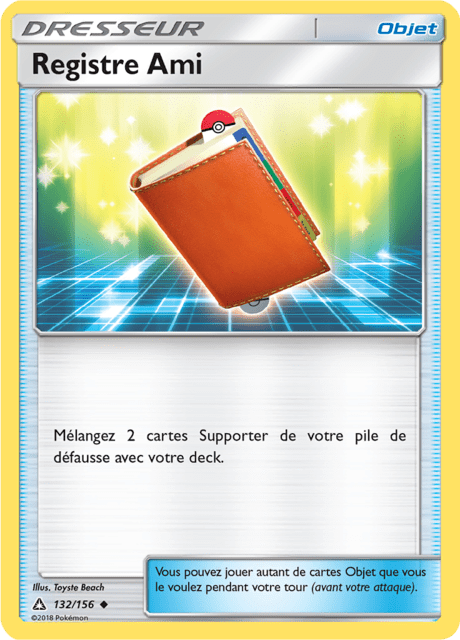 DRESSEUR Objet
Registre Ami
Mélangez 2 cartes Supporter de votre pile de
défausse avec votre deck.
Vous pouvez jouer autant de cartes Objet que vous
le voulez pendant votre tour (avant votre attaque).
Illus. Toyste Beach
132/156
©2018 Pokémon